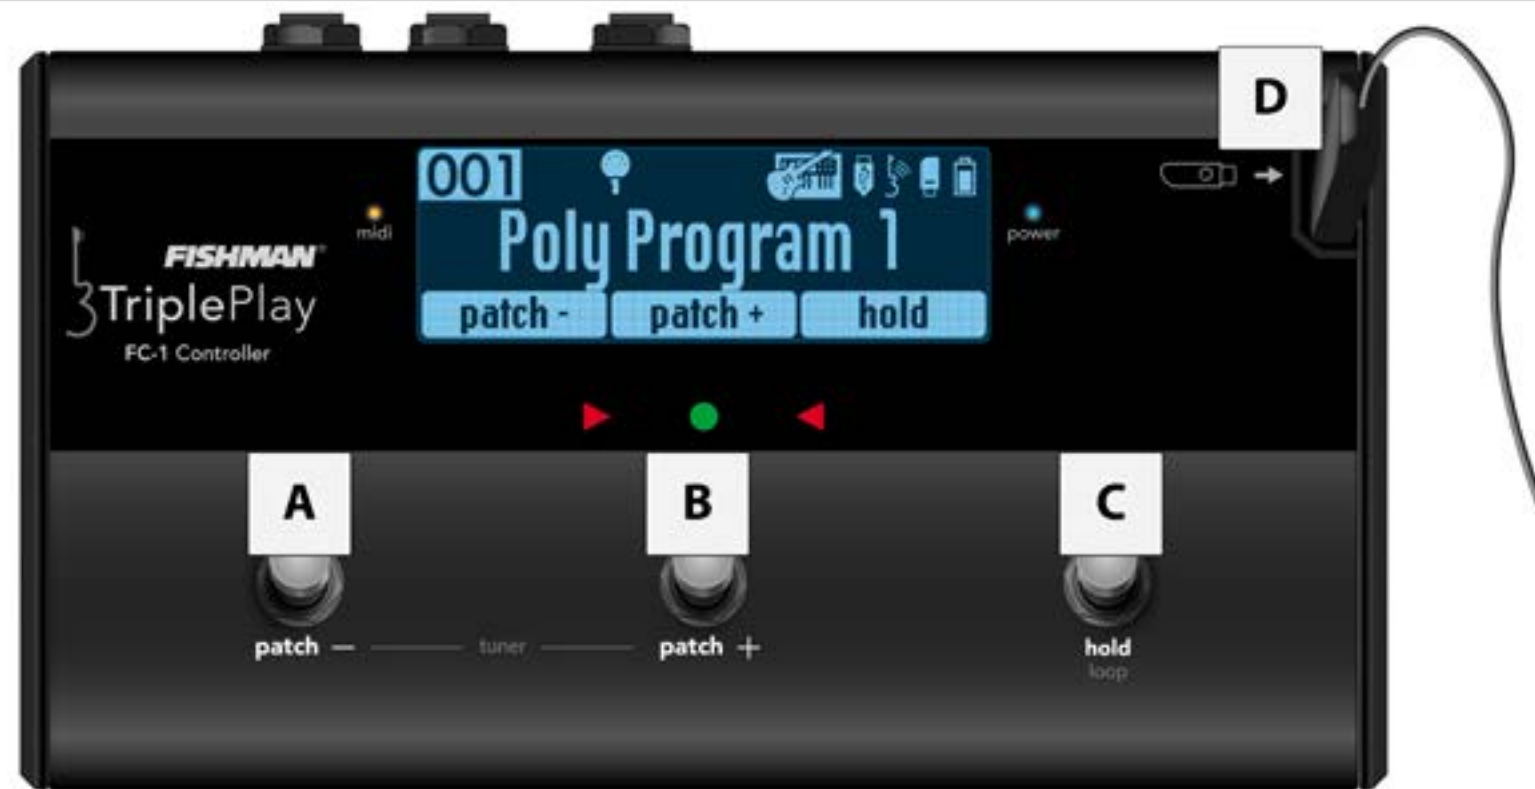 D
001
Poly Program 1
patch - patch + hold
midi
power
FISHMAN®
TriplePlay
FC-1 Controller
A B C
patch — tuner patch +
hold
loop